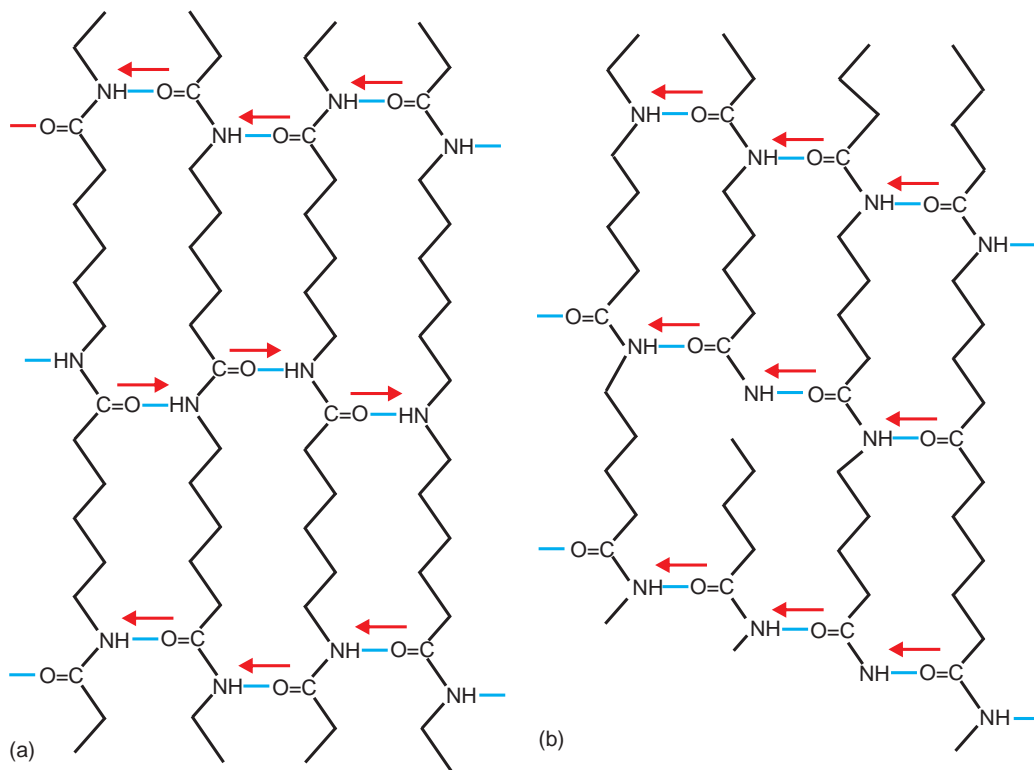 NH O=C NH O=C
O=C NH O=C NH
HN C=O HN
C=O HN C=O HN
NH O=C NH O=C
O=C NH O=C NH
(a)
NH O=C
NH O=C
NH O=C
NH
O=C
NH O=C
NH O=C
NH O=C
O=C
NH O=C
NH O=C
NH O=C
NH
(b)